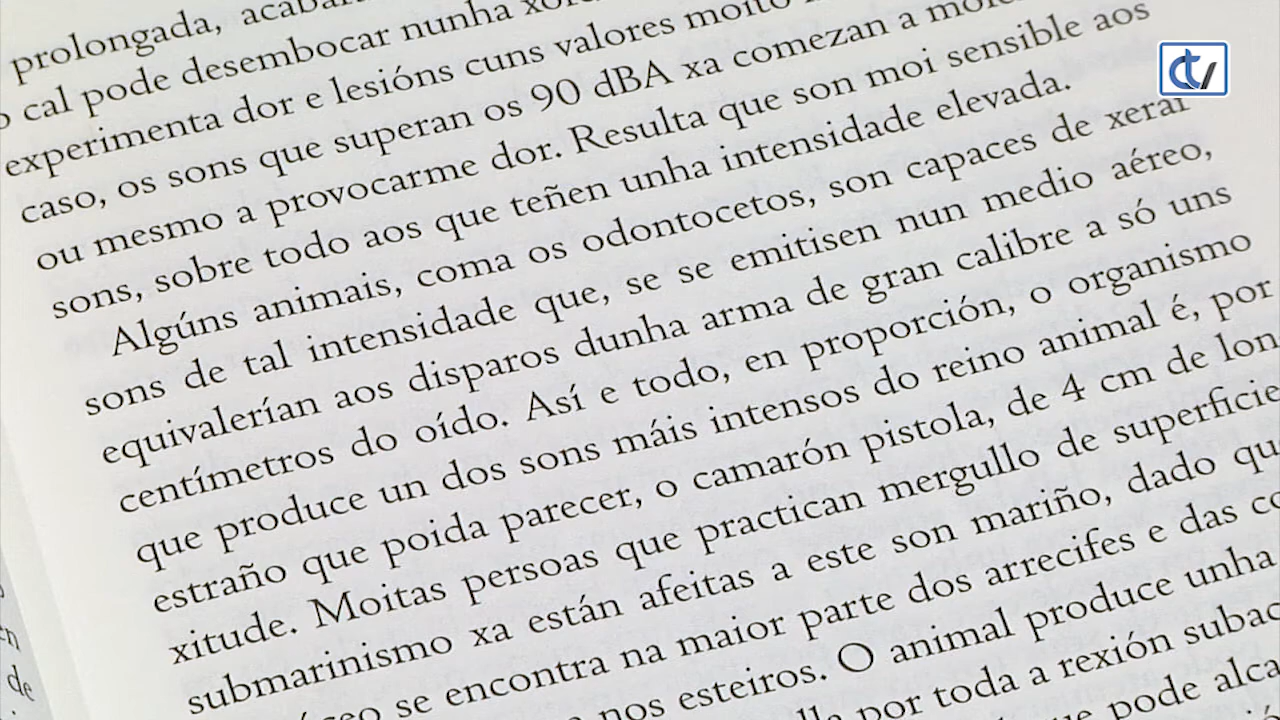 prolongada,
cal pode desembocar nunha
experimenta dor e lesións cuns valores moito
caso, os sons que superan os 90 dBA xa comezan a
ou mesmo a provocarme dor. Resulta que son moi sensible aos
sons, sobre todo aos que teñen unha intensidade elevada.
Algúns animais, coma os odontocetos, son capaces de xerar
sons de tal intensidade que, se se emitisen nun medio aéreo,
equivalerían aos disparos dunha arma de gran calibre a só uns
centímetros do oído. Así e todo, en proporción, o organismo
que produce un dos sons máis intensos do reino animal é, por
estraño que poida parecer, o camarón pistola, de 4 cm de lon
xitude. Moitas persoas que practican mergullo de superficie
submarinismo xa están afeitas a este son mariño, dado qu
se encontra na maior parte dos arrecifes e das co
nos esteiros. O animal produce unha
por toda a rexión subac
pode alca
en
de
ctv